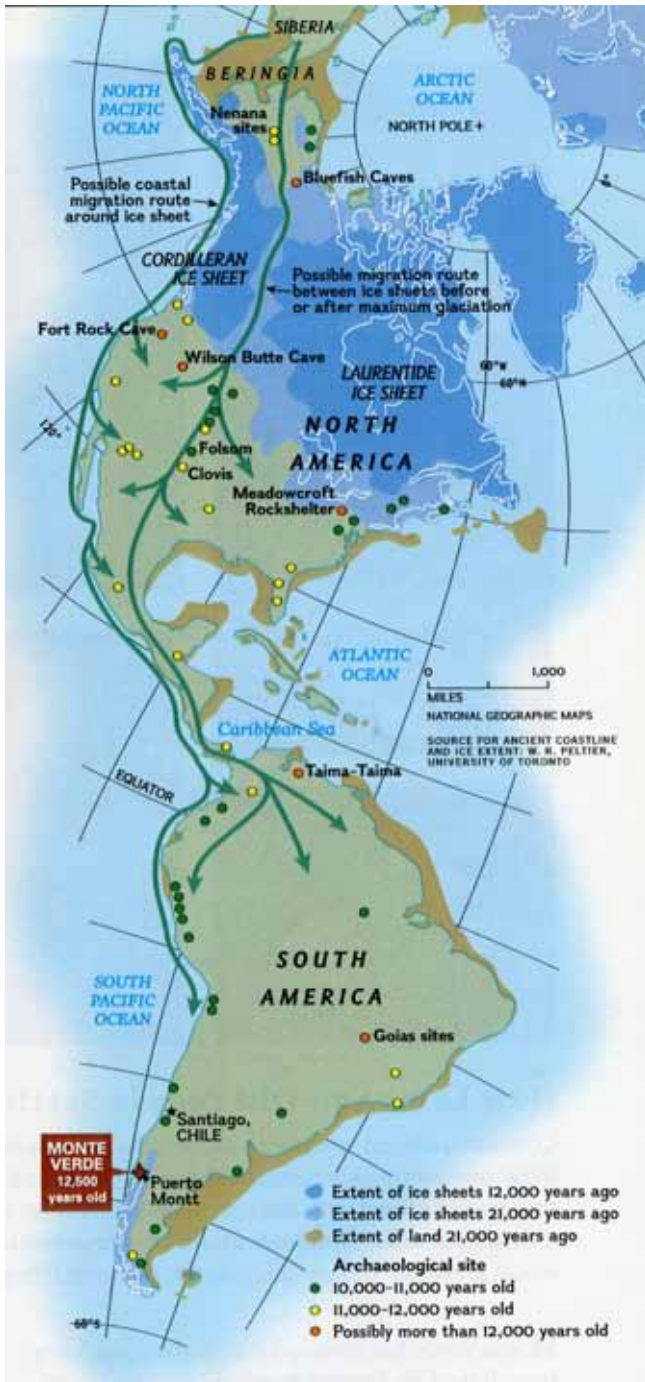 SIBERIA
BERINGIA
NORTH
PACIFIC
OCEAN
ARCTIC
OCEAN
NORTH POLE+
Nenana
sites
Bluefish Caves
Possible coastal
migration route
around ice sheet
CORDILLERAN
ICE SHEET
Possible migration route
between ice sheets before
or after maximum glaciation
Fort Rock Cave
Wilson Butte Cave
LAURENTIDE
ICE SHEET
60°N
60°N
120°
NORTH
AMERICA
Folsom
Clovis
Meadowcroft
Rockshelter
ATLANTIC
OCEAN
0 1,000
MILES
NATIONAL GEOGRAPHIC MAPS
SOURCE FOR ANCIENT COASTLINE
AND ICE EXTENT: W. R. PELTIER,
UNIVERSITY OF TORONTO
Caribbean Sea
EQUATOR
Taima-Taima
SOUTH
AMERICA
SOUTH
PACIFIC
OCEAN
Goias sites
Santiago,
CHILE
MONTE
VERDE
12,500
years old
Puerto
Montt
60°S
Extent of ice sheets 12,000 years ago
Extent of ice sheets 21,000 years ago
Extent of land 21,000 years ago
Archaeological site
10,000–11,000 years old
11,000–12,000 years old
Possibly more than 12,000 years old